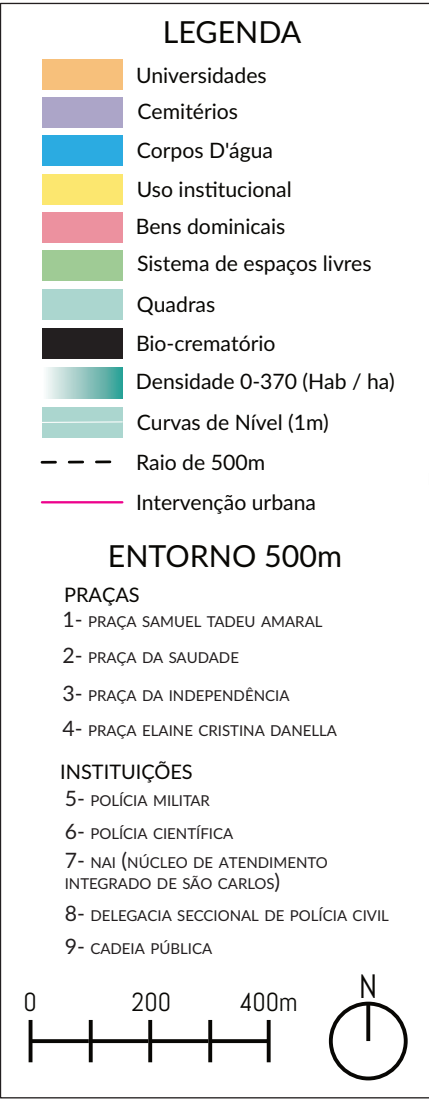 LEGENDA
Universidades
Cemitérios
Corpos D'água
Uso institucional
Bens dominicais
Sistema de espaços livres
Quadras
Bio-crematório
Densidade 0-370 (Hab / ha)
Curvas de Nível (1m)
Raio de 500m
Intervenção urbana
ENTORNO 500m
PRAÇAS
1- PRAÇA SAMUEL TADEU AMARAL
2- PRAÇA DA SAUDADE
3- PRAÇA DA INDEPENDÊNCIA
4- PRAÇA ELAINE CRISTINA DANELLA
INSTITUIÇÕES
5- POLÍCIA MILITAR
6- POLÍCIA CIENTÍFICA
7- NAI (NÚCLEO DE ATENDIMENTO
INTEGRADO DE SÃO CARLOS)
8- DELEGACIA SECCIONAL DE POLÍCIA CIVIL
9- CADEIA PÚBLICA
0 200 400m
N